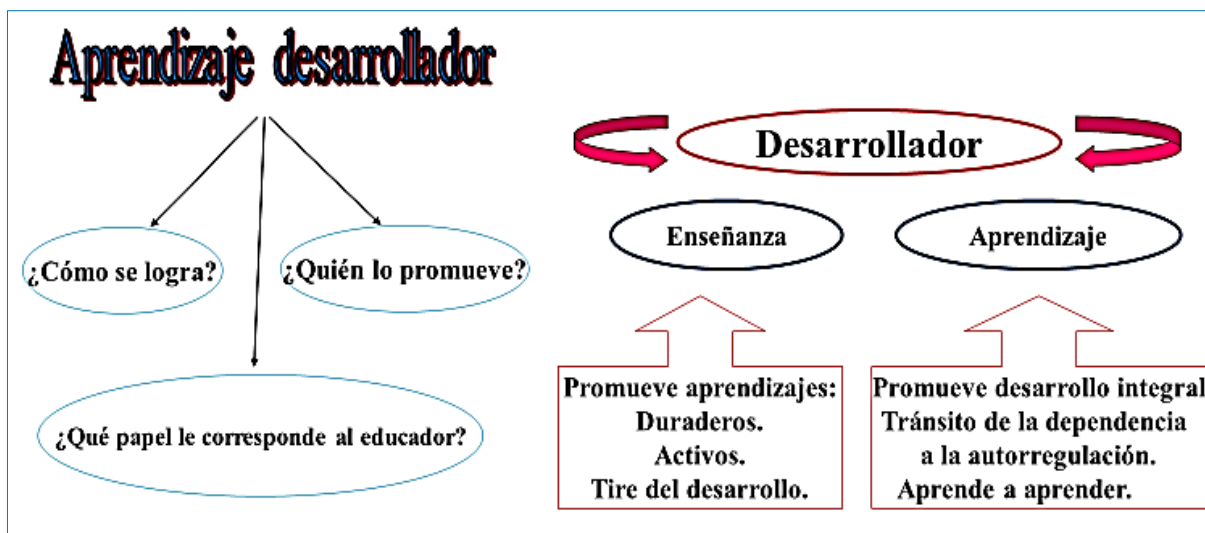 Aprendizaje desarrollador
¿Cómo se logra?
¿Quién lo promueve?
¿Qué papel le corresponde al educador?
Desarrollador
Enseñanza
Aprendizaje
Promueve aprendizajes:
Duraderos.
Activos.
Tire del desarrollo.
Promueve desarrollo integral
Tránsito de la dependencia
a la autorregulación.
Aprende a aprender.